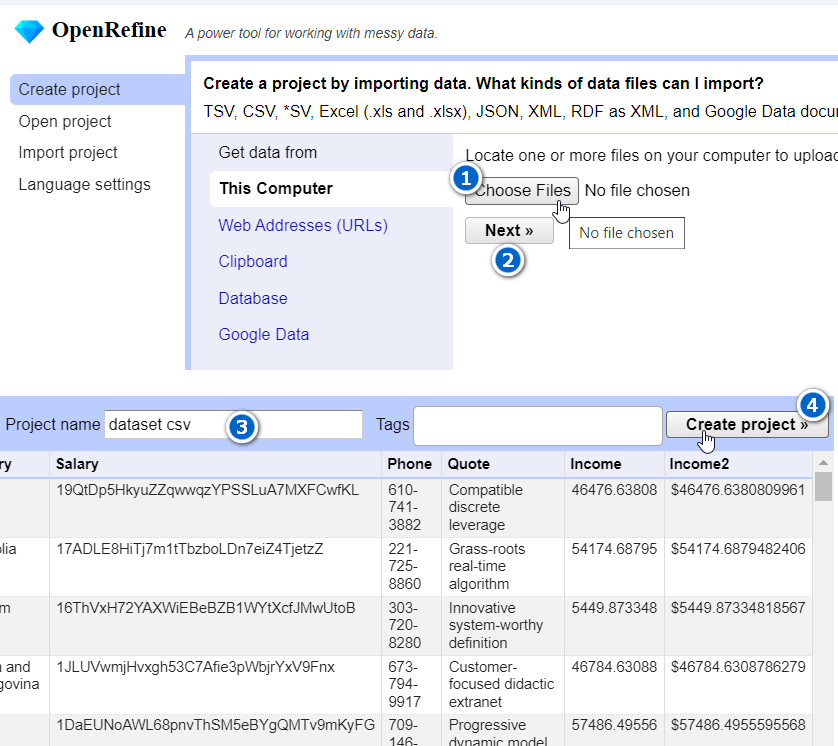 OpenRefine A power tool for working with messy data.
Create project
Open project
Import project
Language settings
Create a project by importing data. What kinds of data files can I import?
TSV, CSV, *SV, Excel (.xls and .xlsx), JSON, XML, RDF as XML, and Google Data docu
Get data from
This Computer
Web Addresses (URLs)
Clipboard
Database
Google Data
Locate one or more files on your computer to upload
1
Choose Files No file chosen
Next »
No file chosen
2
Project name dataset csv 3 Tags Create project » 4
ry Salary Phone Quote Income Income2
19QtDp5HkyuZZqwwqzYPSSLuA7MXFCwfKL 610- Compatible 46476.63808 $46476.6380809961
741- discrete
3882 leverage
lia 17ADLE8HiTj7m1tTbzboLDn7eiZ4TjetzZ 221- Grass-roots 54174.68795 $54174.6879482406
725- real-time
8860 algorithm
m 16ThVxH72YAXWiEBeBZB1WYtXcfJMwUtoB 303- Innovative 5449.873348 $5449.87334818567
720- system-worthy
8280 definition
and 1JLUVwmjHvxgh53C7Afie3pWbjrYxV9Fnx 673- Customer- 46784.63088 $46784.6308786279
govina 794- focused didactic
9917 extranet
1DaEUNoAWL68pnvThSM5eBYgQMTv9mKyFG 709- Progressive 57486.49556 $57486.4955595568
146- dynamic model